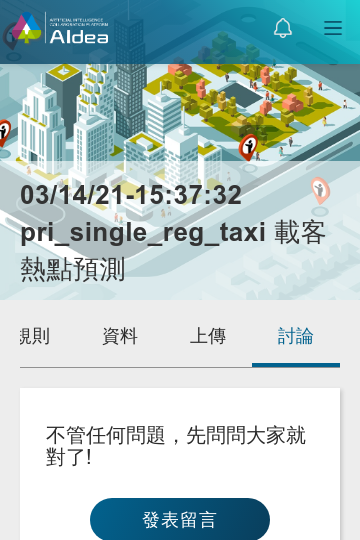 ARTIFICIAL INTELLIGENCE
COLLABORATION PLATFORM
AIdea
03/14/21-15:37:32
pri_single_reg_taxi 載客
熱點預測
規則 資料 上傳 討論
不管任何問題，先問問大家就
對了!
發表留言